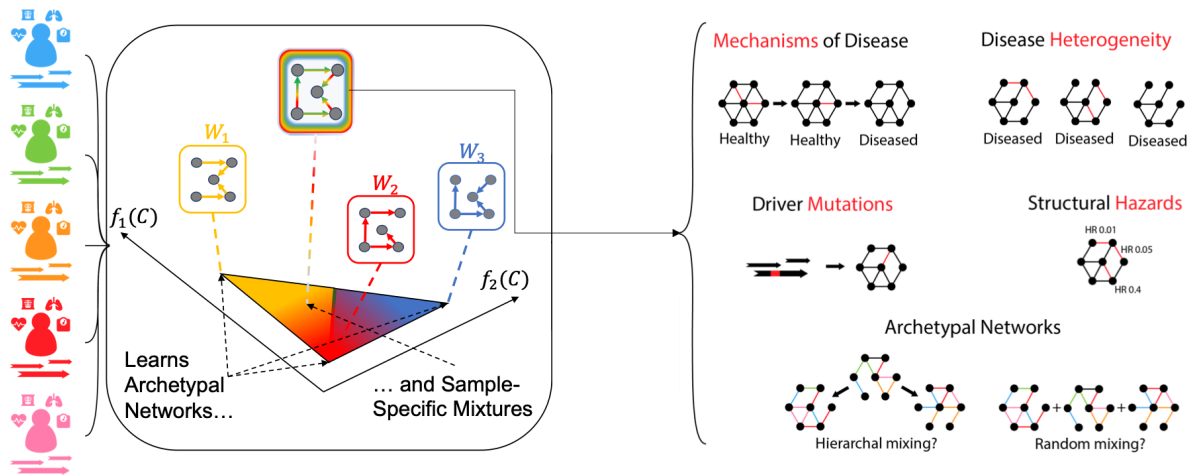 W₁
W₂
W₃
f₁(C)
f₂(C)
Learns
Archetypal
Networks...
... and Sample-
Specific Mixtures
Mechanisms of Disease
Healthy
Healthy
Diseased
Disease Heterogeneity
Diseased
Diseased
Diseased
Driver Mutations
Structural Hazards
HR 0.01
HR 0.05
HR 0.4
Archetypal Networks
+
+
Hierarchal mixing?
Random mixing?